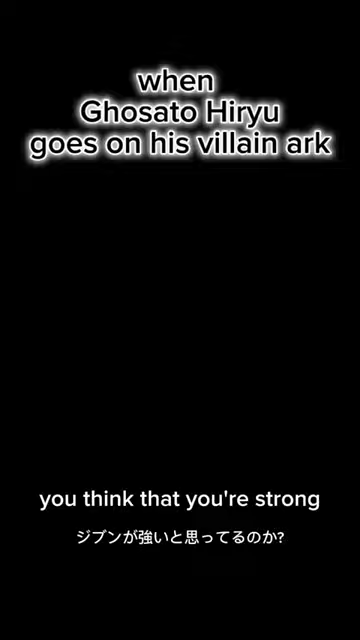 when
Ghosato Hiryu
goes on his villain ark
you think that you're strong
ジブンが強いと思ってるのか?